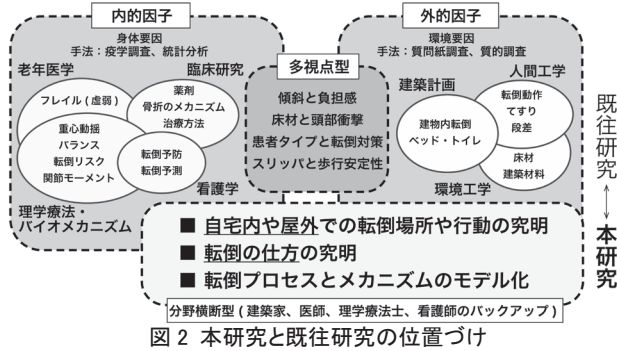 内的因子
身体要因
手法：疫学調査、統計分析
老年医学
臨床研究
フレイル（虚弱）
薬剤
骨折のメカニズム
治療方法
重心動揺
バランス
転倒リスク
関節モーメント
転倒予防
転倒予測
看護学
理学療法・
バイオメカニズム
多視点型
傾斜と負担感
床材と頭部衝撃
患者タイプと転倒対策
スリッパと歩行安定性
外的因子
環境要因
手法：質問紙調査、質的調査
人間工学
建築計画
転倒動作
てすり
段差
建物内転倒
ベッド・トイレ
床材
建築材料
環境工学
既往研究
本研究
■ 自宅内や屋外での転倒場所や行動の究明
■ 転倒の仕方の究明
■ 転倒プロセスとメカニズムのモデル化
分野横断型（建築家、医師、理学療法士、看護師のバックアップ）
図2 本研究と既往研究の位置づけ